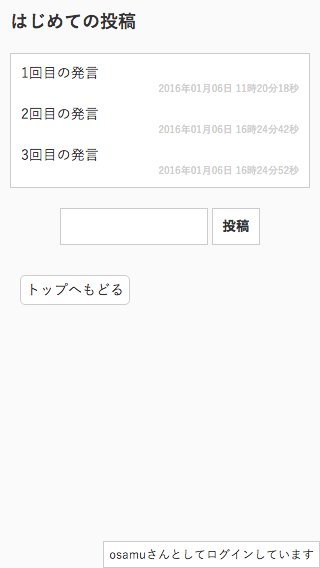 はじめての投稿
1回目の発言
2016年01月06日 11時20分18秒
2回目の発言
2016年01月06日 16時24分42秒
3回目の発言
2016年01月06日 16時24分52秒
投稿
トップへもどる
osamuさんとしてログインしています